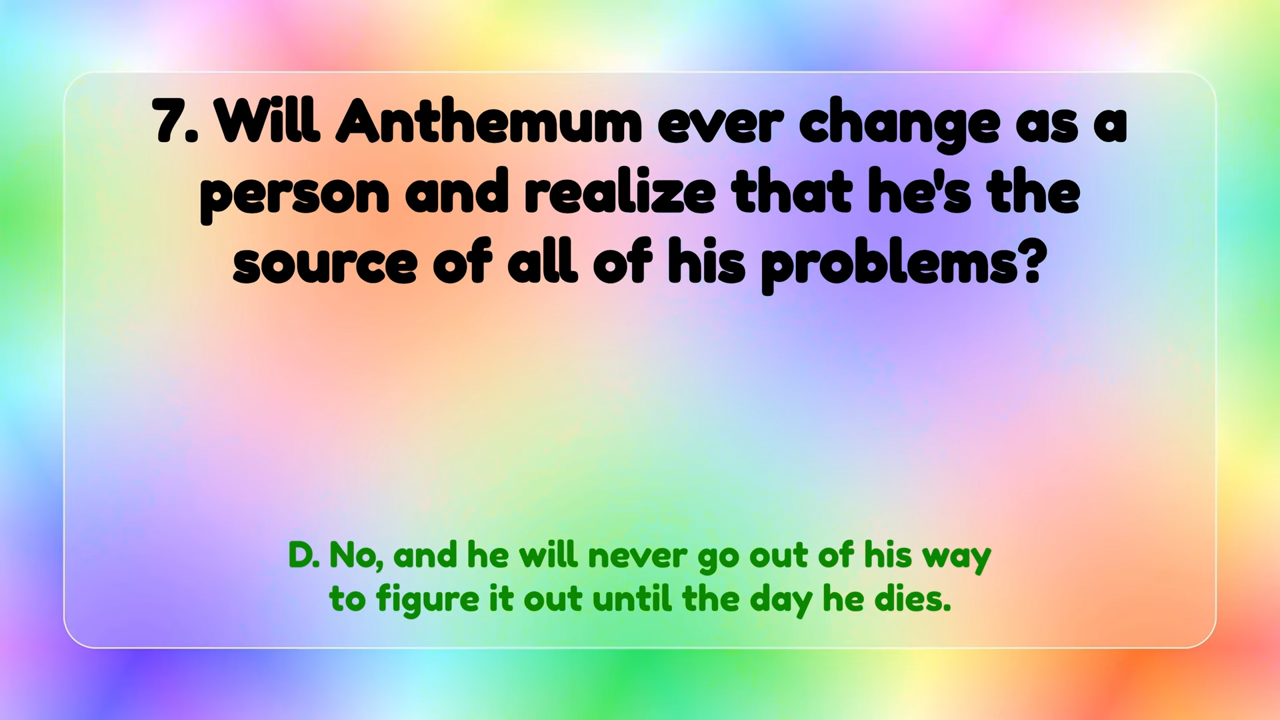 7. Will Anthemum ever change as a
person and realize that he's the
source of all of his problems?
D. No, and he will never go out of his way
to figure it out until the day he dies.